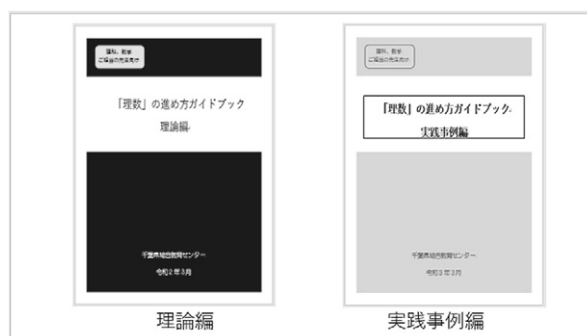 理科、数学
ご担当の先生向け
「理数」の進め方ガイドブック
理論編
千葉県総合教育センター
令和2年3月
理論編
理科、数学
ご担当の先生向け
「理数」の進め方ガイドブック
実践事例編
千葉県総合教育センター
令和3年3月
実践事例編